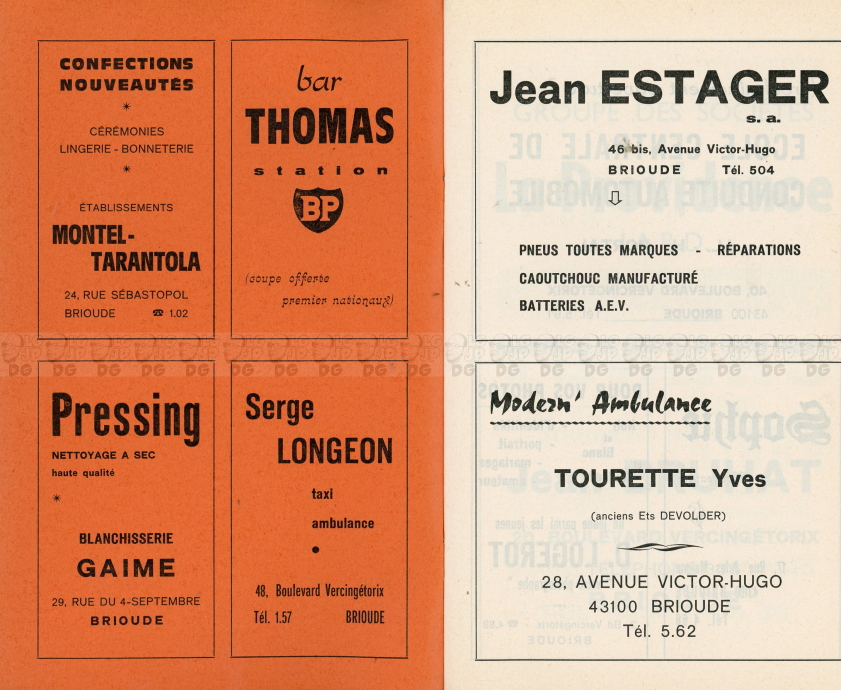 CONFECTIONS
NOUVEAUTÉS
*
CÉRÉMONIES
LINGERIE - BONNETERIE
*
ÉTABLISSEMENTS
MONTEL-
TARANTOLA
24, RUE SÉBASTOPOL
BRIOUDE ☎ 1.02
bar
THOMAS
station
BP
(coupe offerte
premier nationaux)
Pressing
NETTOYAGE A SEC
haute qualité
*
BLANCHISSERIE
GAIME
29, RUE DU 4-SEPTEMBRE
BRIOUDE
Serge
LONGEON
taxi
ambulance
48, Boulevard Vercingétorix
Tél. 1.57 BRIOUDE
Jean ESTAGER
s. a.
46 bis, Avenue Victor-Hugo
BRIOUDE Tél. 504
PNEUS TOUTES MARQUES - RÉPARATIONS
CAOUTCHOUC MANUFACTURÉ
BATTERIES A.E.V.
Modern' Ambulance
TOURETTE Yves
(anciens Ets DEVOLDER)
28, AVENUE VICTOR-HUGO
43100 BRIOUDE
Tél. 5.62